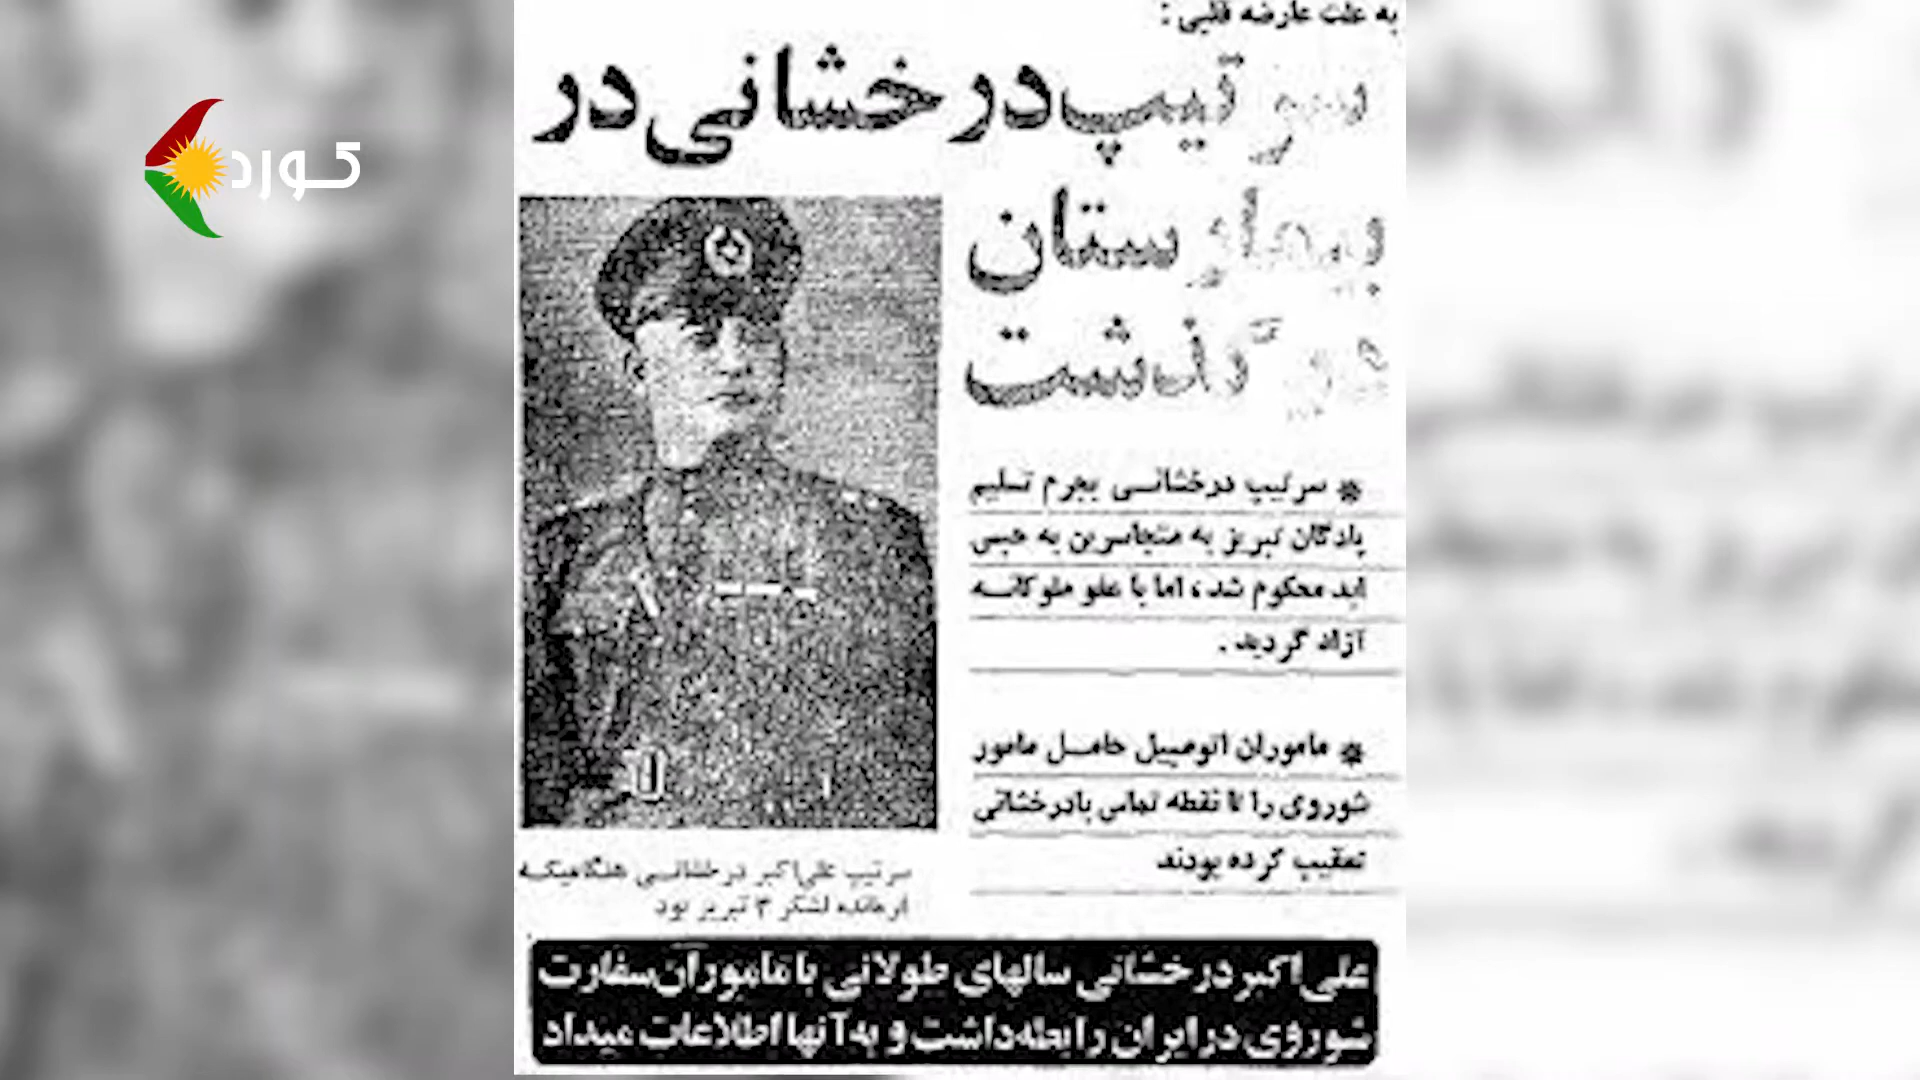 به علت عارضه قلبی :
سرتیپ درخشانی در
بیمارستان
درگذشت
کورد
* سرتیپ درخشانی بجرم تسلیم
پادگان تبریز به متجاسرین به حبس
ابد محکوم شد، اما با عفو ملوکانه
آزاد گردید .
* ماموران اتومبیل حامل مامور
شوروی را تا نقطه تماس بادرخشانی
تعقیب کرده بودند
سرتیپ علی‌اکبر درخشانی هنگامیکه
فرمانده لشکر ۳ تبریز بود
علی‌اکبر درخشانی سالهای طولانی با ماموران سفارت
شوروی در ایران رابطه داشت و به آنها اطلاعات میداد